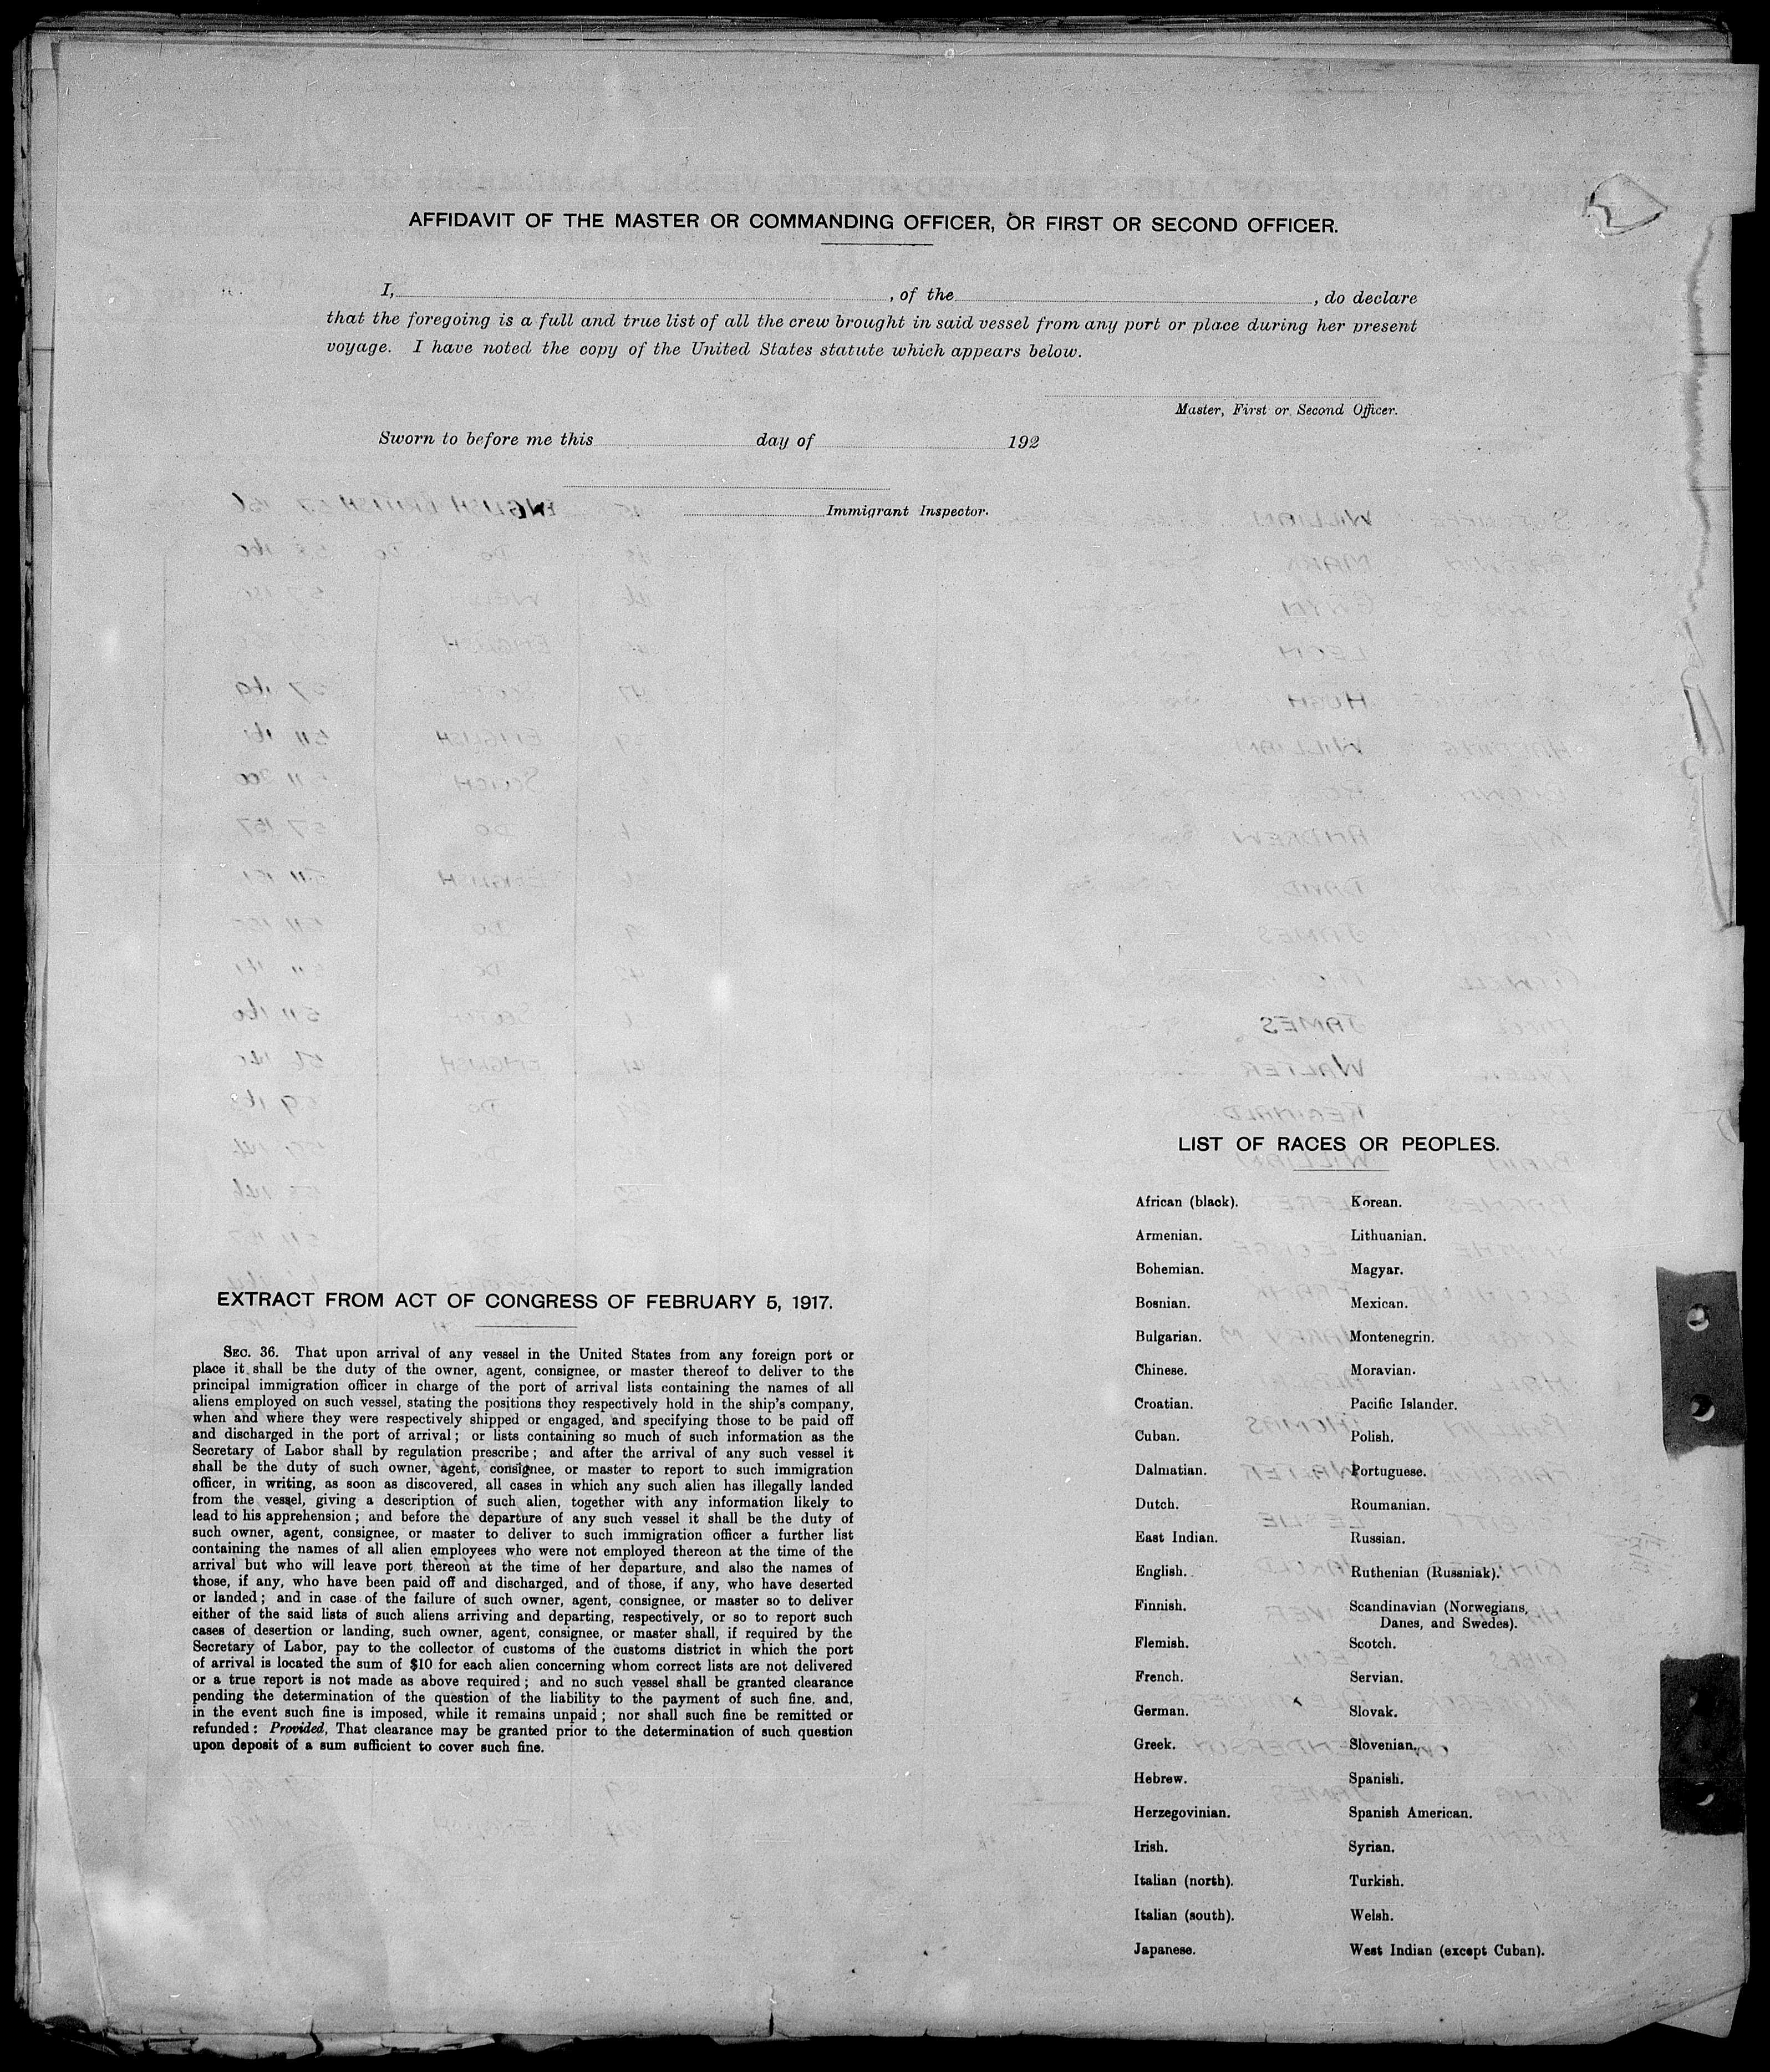 AFFIDAVIT OF THE MASTER OR COMMANDING OFFICER, OR FIRST OR SECOND OFFICER.
I, , of the , do declare
that the foregoing is a full and true list of all the crew brought in said vessel from any port or place during her present
voyage. I have noted the copy of the United States statute which appears below.
Master, First or Second Officer.
Sworn to before me this day of 192
Immigrant Inspector.
EXTRACT FROM ACT OF CONGRESS OF FEBRUARY 5, 1917.
SEC. 36. That upon arrival of any vessel in the United States from any foreign port or
place it shall be the duty of the owner, agent, consignee, or master thereof to deliver to the
principal immigration officer in charge of the port of arrival lists containing the names of all
aliens employed on such vessel, stating the positions they respectively hold in the ship's company,
when and where they were respectively shipped or engaged, and specifying those to be paid off
and discharged in the port of arrival; or lists containing so much of such information as the
Secretary of Labor shall by regulation prescribe; and after the arrival of any such vessel it
shall be the duty of such owner, agent, consignee, or master to report to such immigration
officer, in writing, as soon as discovered, all cases in which any such alien has illegally landed
from the vessel, giving a description of such alien, together with any information likely to
lead to his apprehension; and before the departure of any such vessel it shall be the duty of
such owner, agent, consignee, or master to deliver to such immigration officer a further list
containing the names of all alien employees who were not employed thereon at the time of the
arrival but who will leave port thereon at the time of her departure, and also the names of
those, if any, who have been paid off and discharged, and of those, if any, who have deserted
or landed; and in case of the failure of such owner, agent, consignee, or master so to deliver
either of the said lists of such aliens arriving and departing, respectively, or so to report such
cases of desertion or landing, such owner, agent, consignee, or master shall, if required by the
Secretary of Labor, pay to the collector of customs of the customs district in which the port
of arrival is located the sum of $10 for each alien concerning whom correct lists are not delivered
or a true report is not made as above required; and no such vessel shall be granted clearance
pending the determination of the question of the liability to the payment of such fine, and,
in the event such fine is imposed, while it remains unpaid; nor shall such fine be remitted or
refunded: Provided, That clearance may be granted prior to the determination of such question
upon deposit of a sum sufficient to cover such fine.
LIST OF RACES OR PEOPLES.
African (black).
Armenian.
Bohemian.
Bosnian.
Bulgarian.
Chinese.
Croatian.
Cuban.
Dalmatian.
Dutch.
East Indian.
English.
Finnish.
Flemish.
French.
German.
Greek.
Hebrew.
Herzegovinian.
Irish.
Italian (north).
Italian (south).
Japanese.
Korean.
Lithuanian.
Magyar.
Mexican.
Montenegrin.
Moravian.
Pacific Islander.
Polish.
Portuguese.
Roumanian.
Russian.
Ruthenian (Russniak).
Scandinavian (Norwegians,
Danes, and Swedes).
Scotch.
Servian.
Slovak.
Slovenian.
Spanish.
Spanish American.
Syrian.
Turkish.
Welsh.
West Indian (except Cuban).